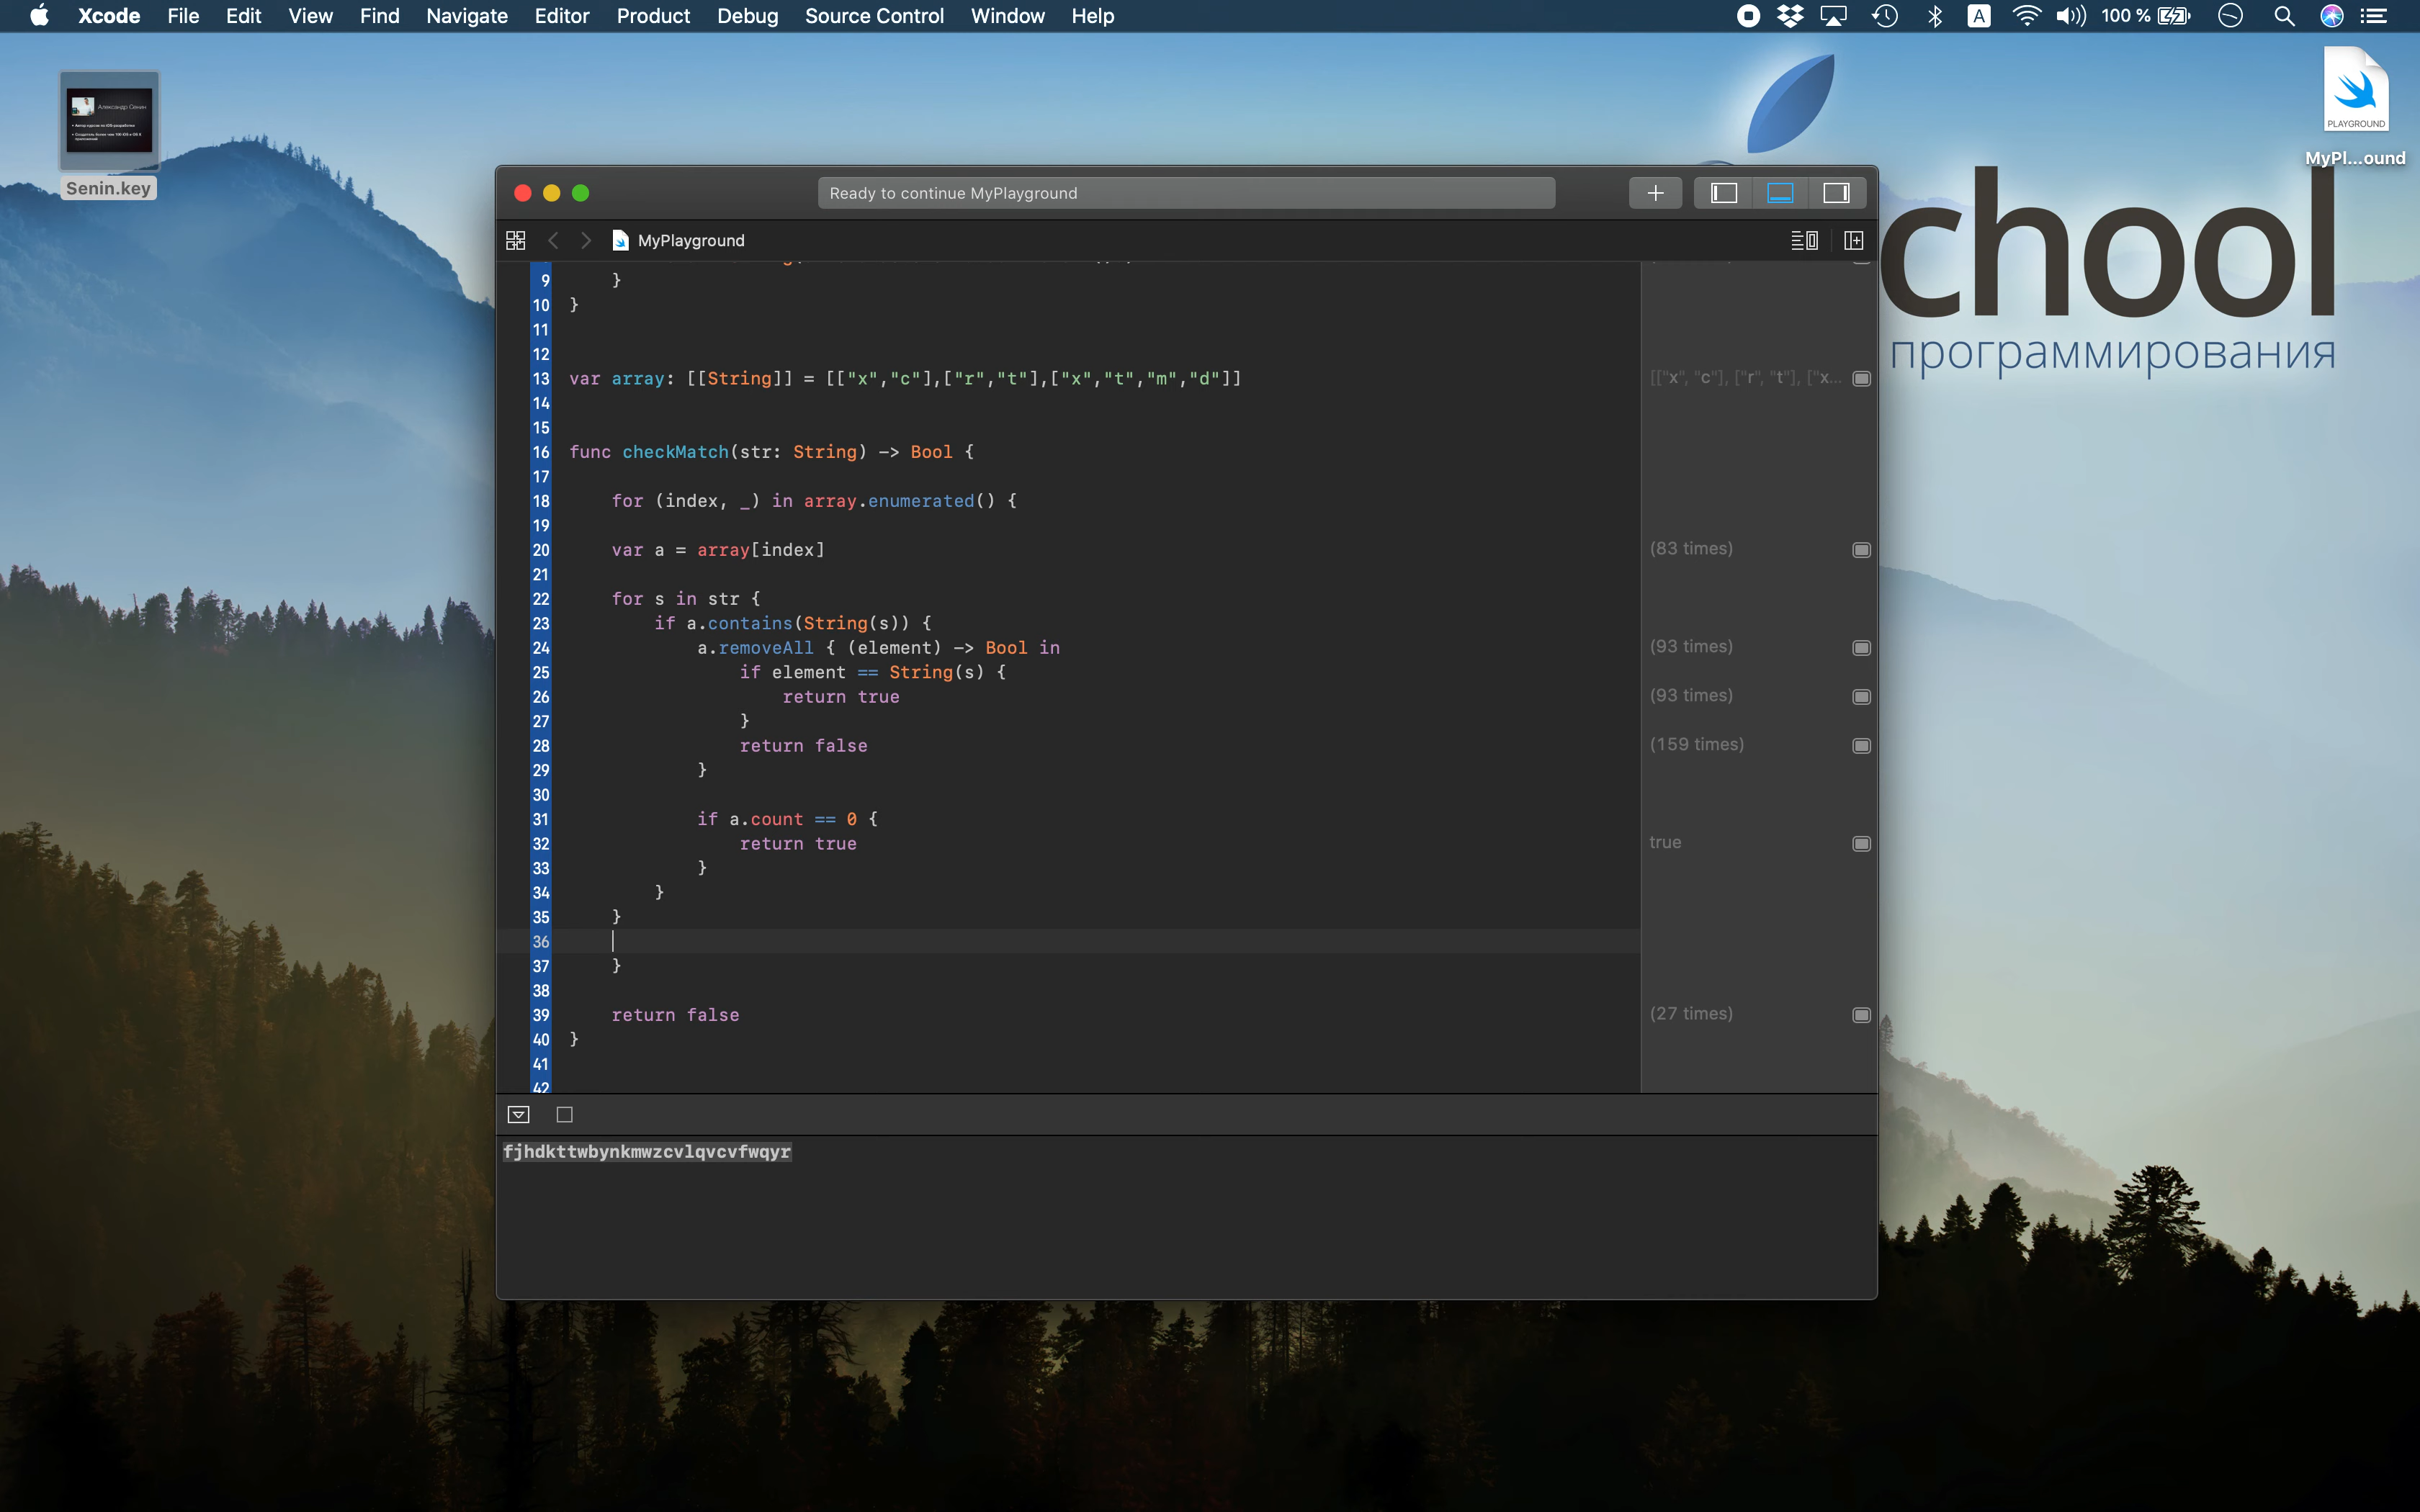 Xcode File Edit View Find Navigate Editor Product Debug Source Control Window Help A 100 %
Александр Сенин
Senin.key
PLAYGROUND
MyPl...ound
chool
программирования
Ready to continue MyPlayground
MyPlayground
9 }
10 }
11
12
13 var array: [[String]] = [["x","c"],["r","t"],["x","t","m","d"]] [["x", "c"], ["r", "t"], ["x...
14
15
16 func checkMatch(str: String) -> Bool {
17
18 for (index, _) in array.enumerated() {
19
20 var a = array[index] (83 times)
21
22 for s in str {
23 if a.contains(String(s)) {
24 a.removeAll { (element) -> Bool in (93 times)
25 if element == String(s) {
26 return true (93 times)
27 }
28 return false (159 times)
29 }
30
31 if a.count == 0 {
32 return true true
33 }
34 }
35 }
36
37 }
38
39 return false (27 times)
40 }
41
42
fjhdkttwbynkmwzcvlqvcvfwqyr